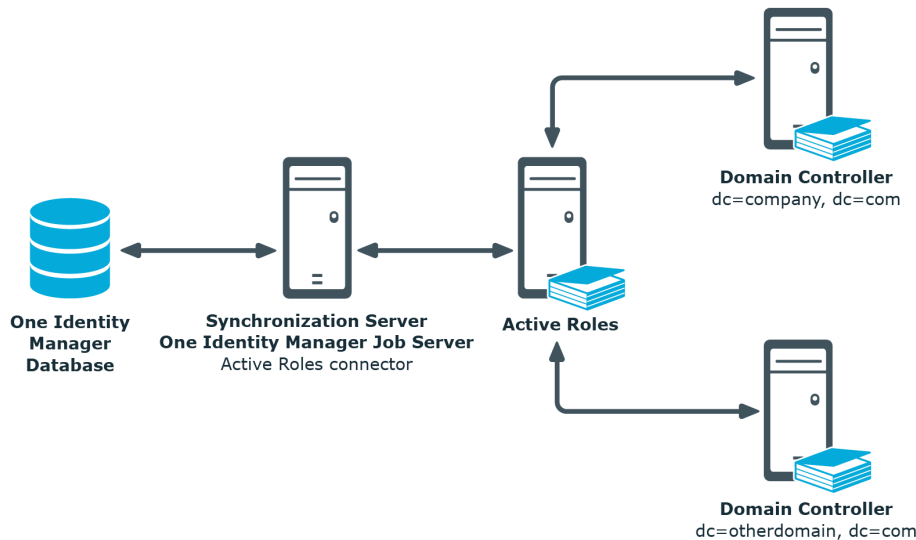 One Identity
Manager
Database
Synchronization Server
One Identity Manager Job Server
Active Roles connector
Active Roles
Domain Controller
dc=company, dc=com
Domain Controller
dc=otherdomain, dc=com